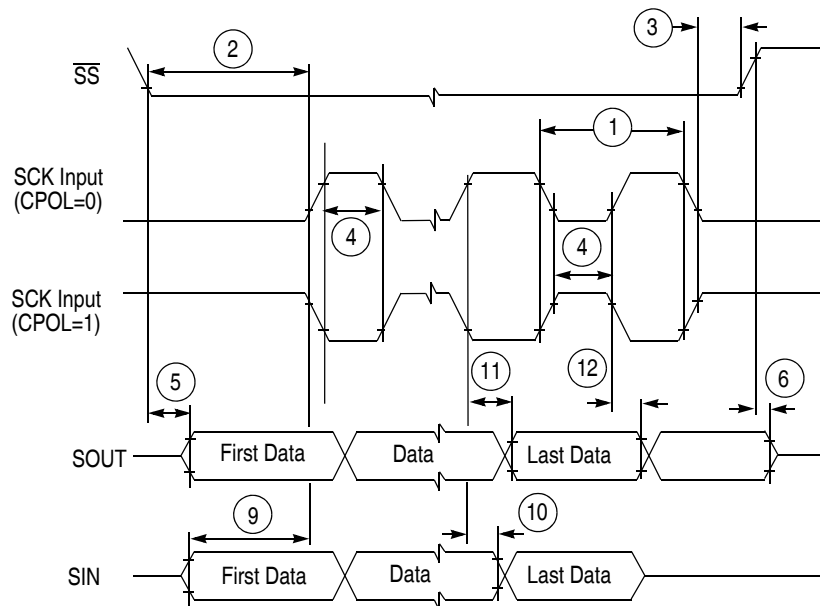 2
3
SS
1
SCK Input
(CPOL=0)
4
4
SCK Input
(CPOL=1)
5
11
12
6
SOUT
First Data
Data
Last Data
9
10
SIN
First Data
Data
Last Data